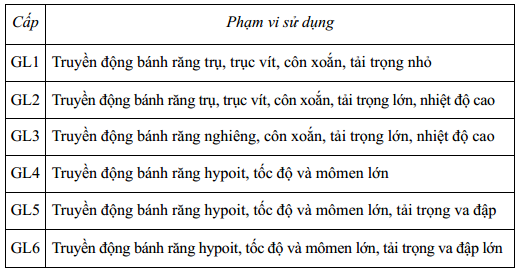 Cấp Phạm vi sử dụng
GL1 Truyền động bánh răng trụ, trục vít, côn xoắn, tải trọng nhỏ
GL2 Truyền động bánh răng trụ, trục vít, côn xoắn, tải trọng lớn, nhiệt độ cao
GL3 Truyền động bánh răng nghiêng, côn xoắn, tải trọng lớn, nhiệt độ cao
GL4 Truyền động bánh răng hypoit, tốc độ và mômen lớn
GL5 Truyền động bánh răng hypoit, tốc độ và mômen lớn, tải trọng va đập
GL6 Truyền động bánh răng hypoit, tốc độ và mômen lớn, tải trọng va đập lớn